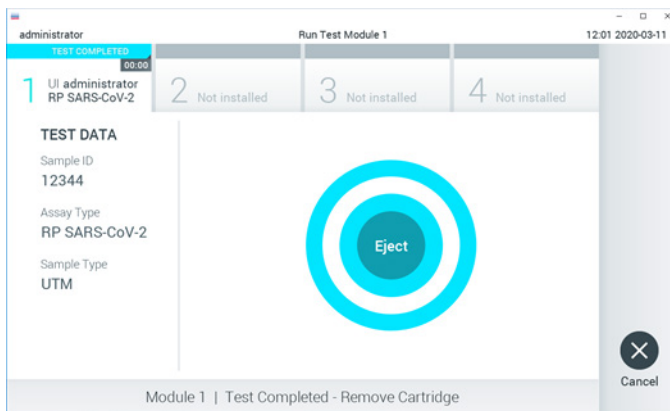 administrator Run Test Module 1 12:01 2020-03-11
TEST COMPLETED
00:00
1 UI administrator
RP SARS-CoV-2
2 Not installed
3 Not installed
4 Not installed
TEST DATA
Sample ID
12344
Assay Type
RP SARS-CoV-2
Sample Type
UTM
Eject
Cancel
Module 1 | Test Completed - Remove Cartridge